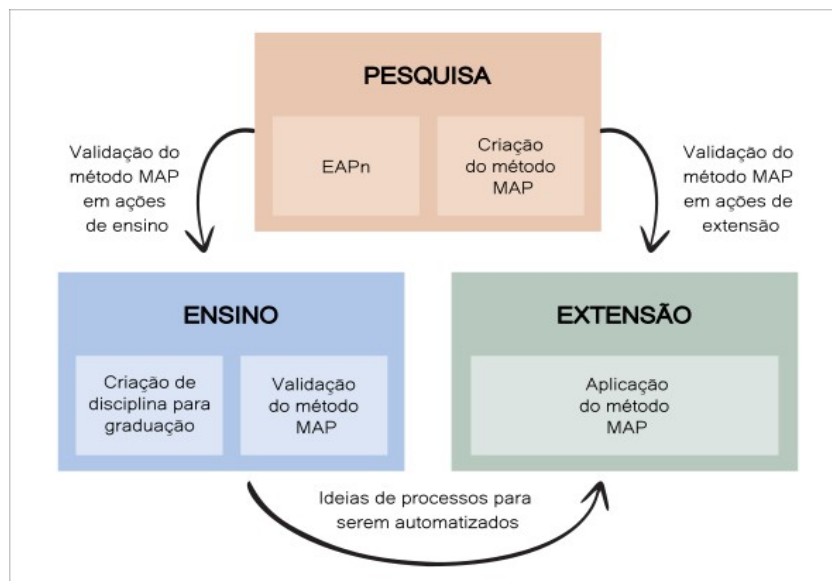 PESQUISA
EAPn
Criação
do método
MAP
Validação do
método MAP
em ações
de ensino
Validação do
método MAP
em ações de
extensão
ENSINO
Criação de
disciplina para
graduação
Validação
do método
MAP
EXTENSÃO
Aplicação
do método
MAP
Ideias de processos para
serem automatizados